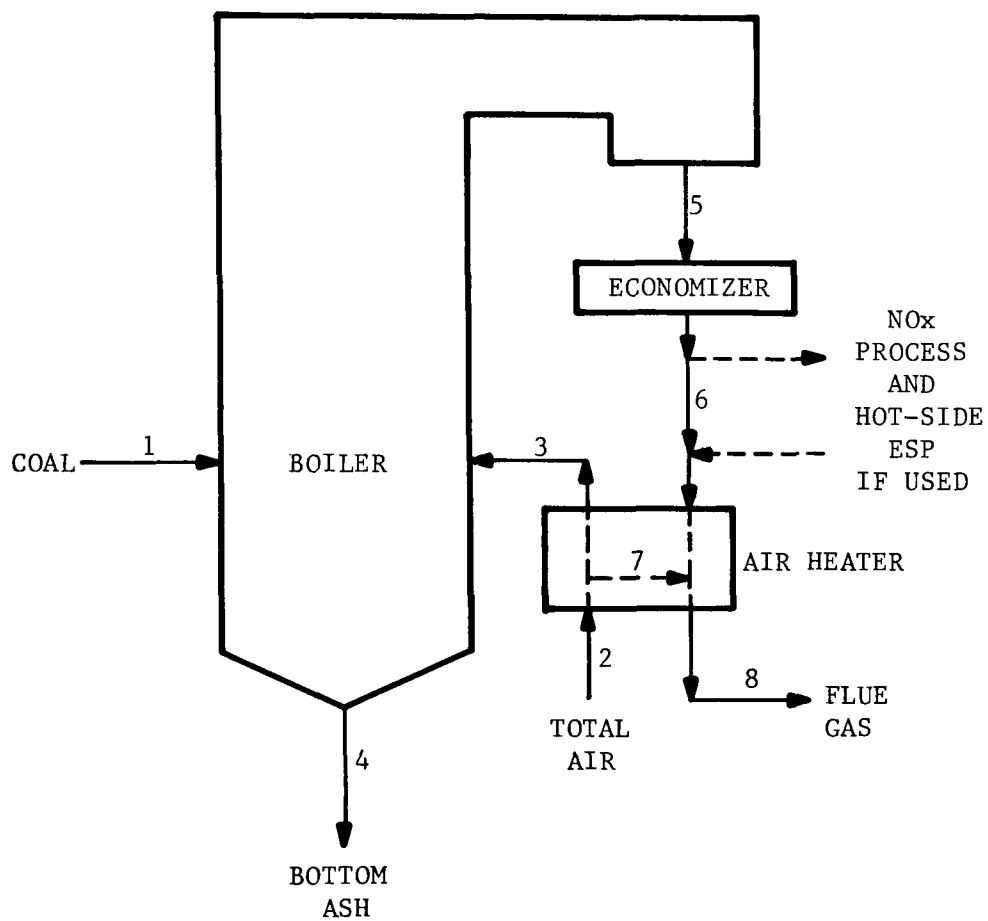 5
ECONOMIZER
NOx
PROCESS
AND
HOT-SIDE
ESP
IF USED
6
1
COAL
BOILER
3
7
AIR HEATER
2
TOTAL
AIR
8
FLUE
GAS
4
BOTTOM
ASH